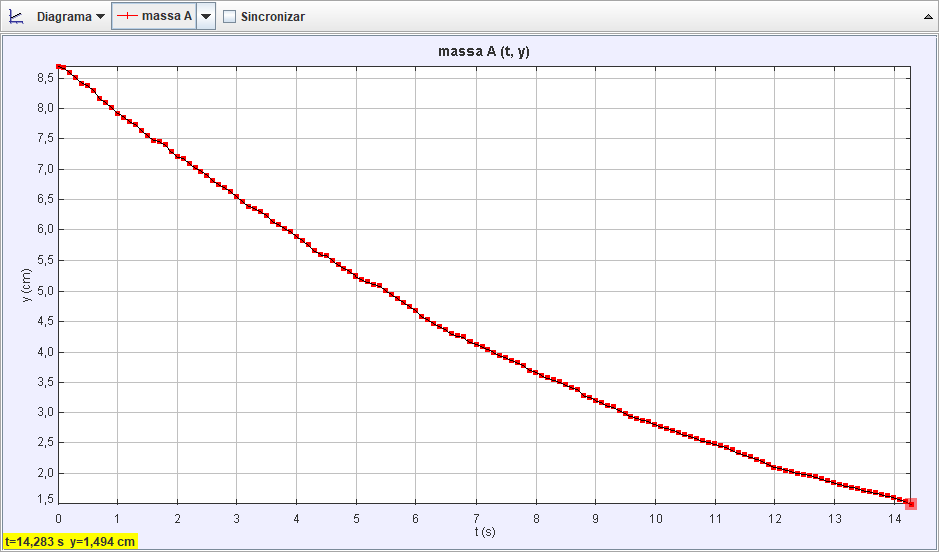 Diagrama massa A Sincronizar
massa A (t, y)
8,5
8,0
7,5
7,0
6,5
6,0
5,5
5,0
4,5
4,0
3,5
3,0
2,5
2,0
1,5
y (cm)
0 1 2 3 4 5 6 7 8 9 10 11 12 13 14
t (s)
t=14,283 s y=1,494 cm